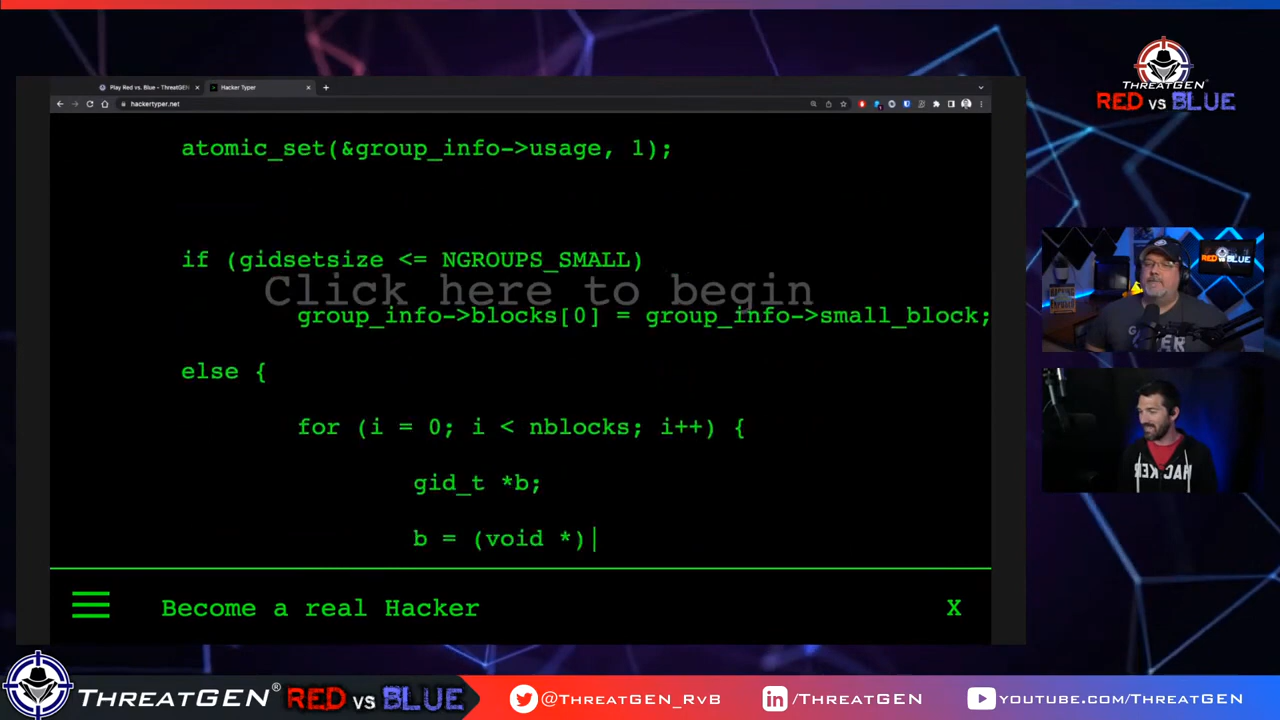 Play Red vs. Blue - ThreatGEN
Hacker Typer
hackertyper.net
atomic_set(&group_info->usage, 1);
if (gidsetsize <= NGROUPS_SMALL)
Click here to begin
group_info->blocks[0] = group_info->small_block;
else {
for (i = 0; i < nblocks; i++) {
gid_t *b;
b = (void *)
Become a real Hacker
X
THREATGEN®
RED vs BLUE
HACKER
THREATGEN® RED vs BLUE
@THREATGEN_RVB
/THREATGEN
YOUTUBE.COM/THREATGEN